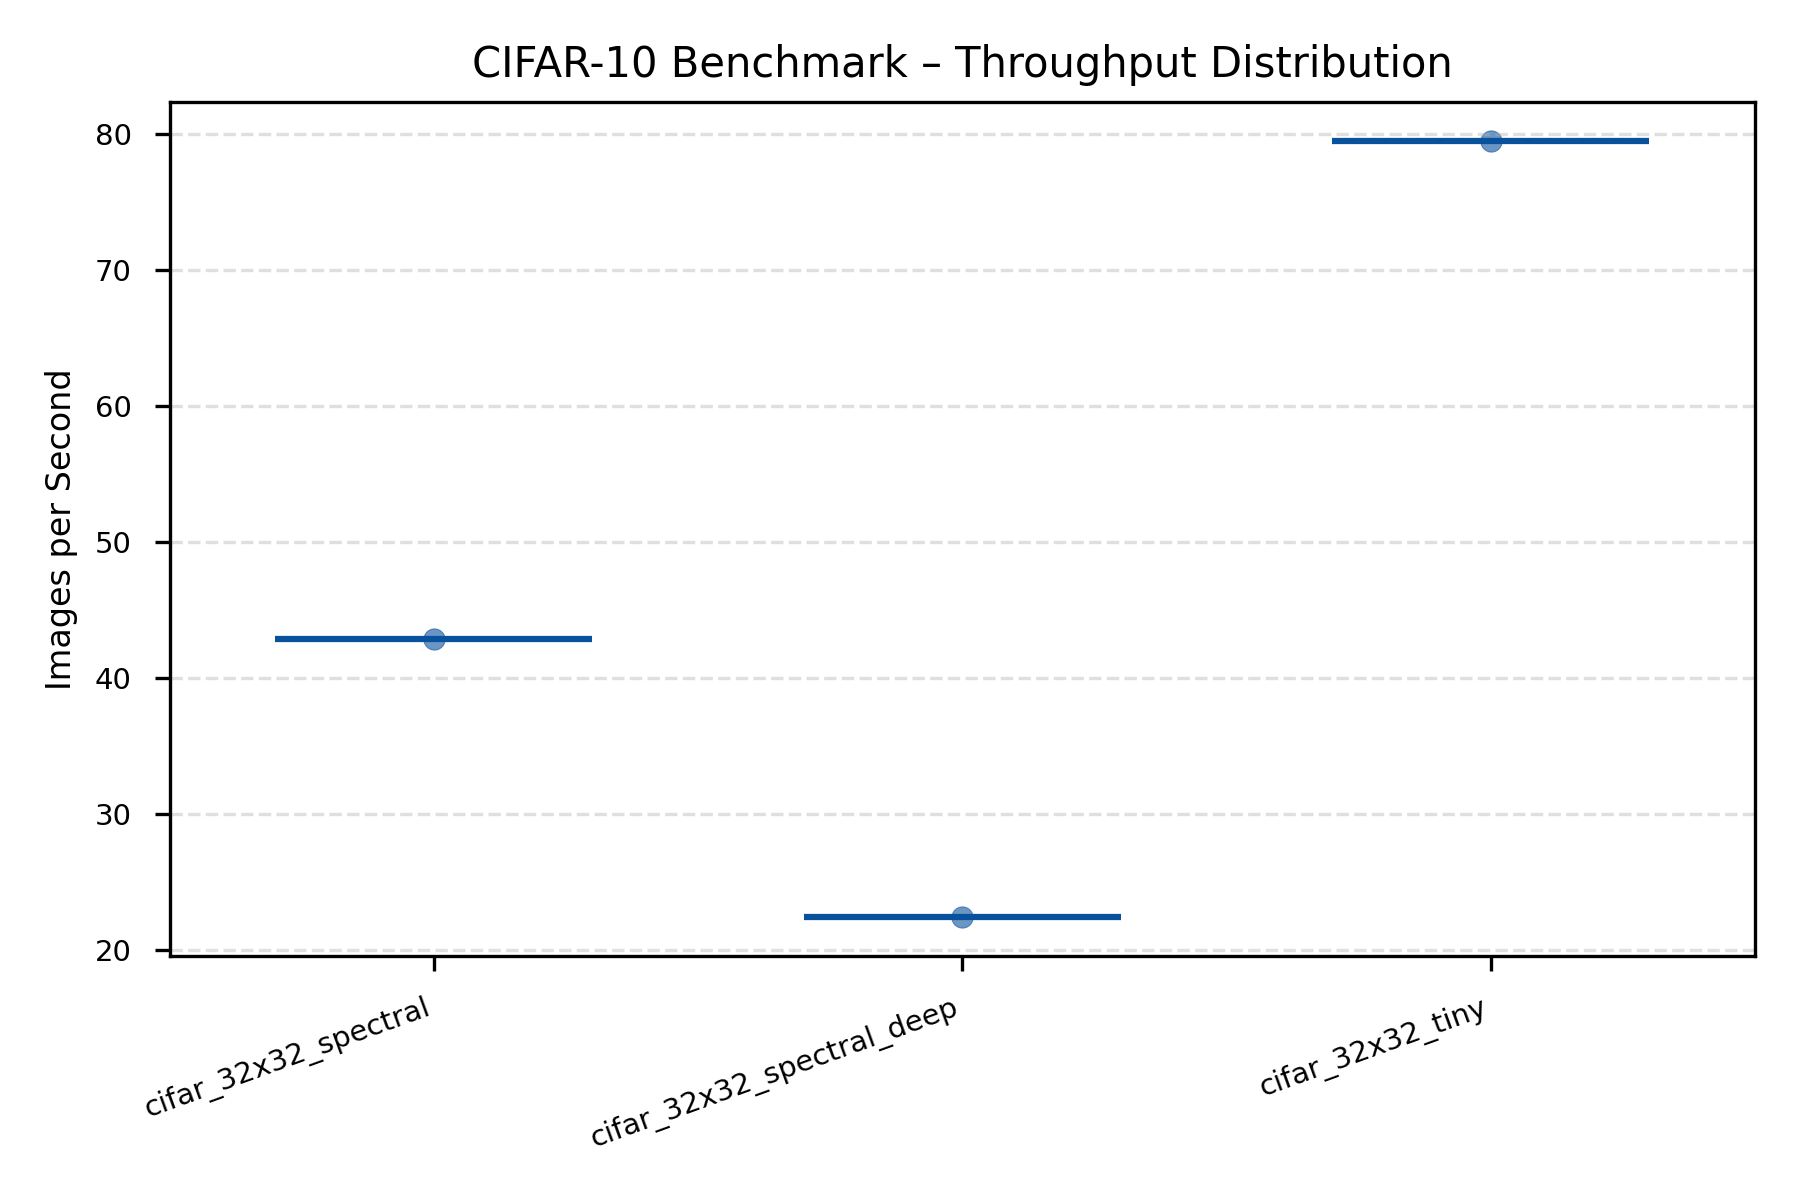 CIFAR-10 Benchmark – Throughput Distribution
Images per Second
80
70
60
50
40
30
20
cifar_32x32_spectral
cifar_32x32_spectral_deep
cifar_32x32_tiny